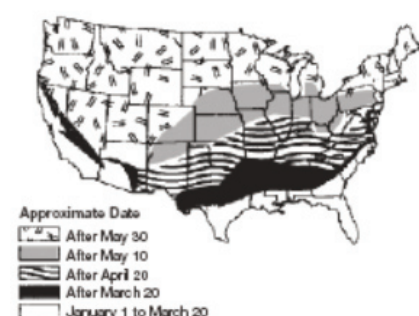 Approximate Date
After May 30
After May 10
After April 20
After March 20
January 1 to March 20